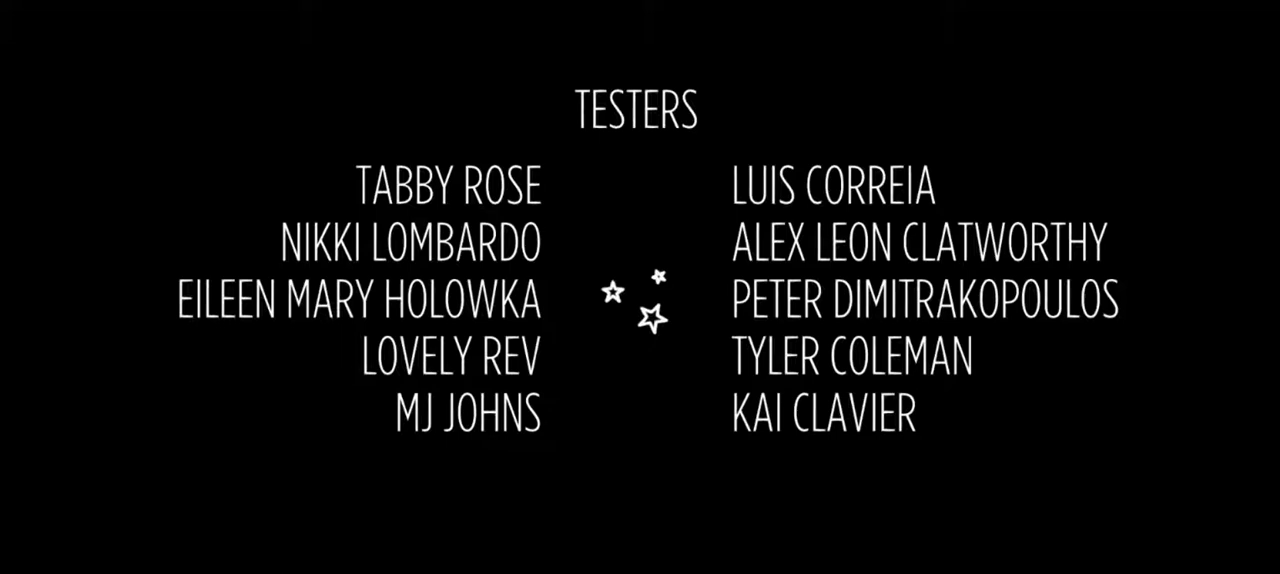 TESTERS
TABBY ROSE
NIKKI LOMBARDO
EILEEN MARY HOLOWKA
LOVELY REV
MJ JOHNS
LUIS CORREIA
ALEX LEON CLATWORTHY
PETER DIMITRAKOPOULOS
TYLER COLEMAN
KAI CLAVIER